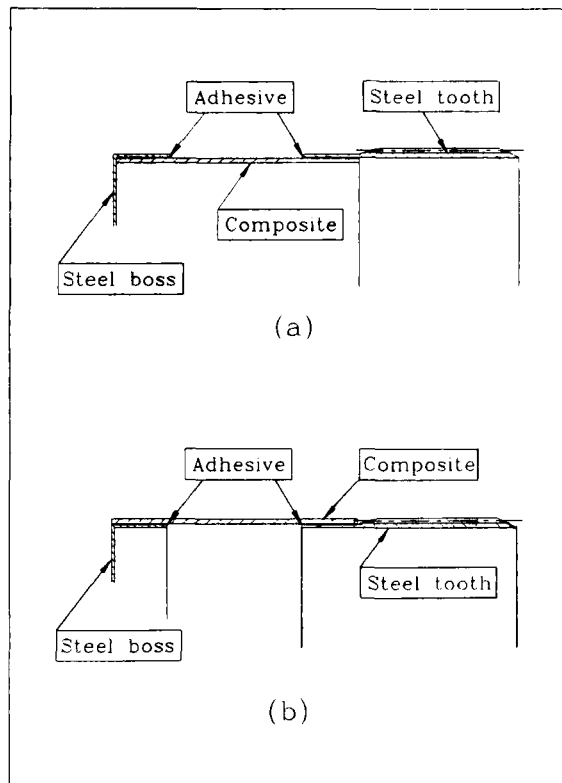 Adhesive
Steel tooth
Composite
Steel boss
(a)
Adhesive
Composite
Steel tooth
Steel boss
(b)